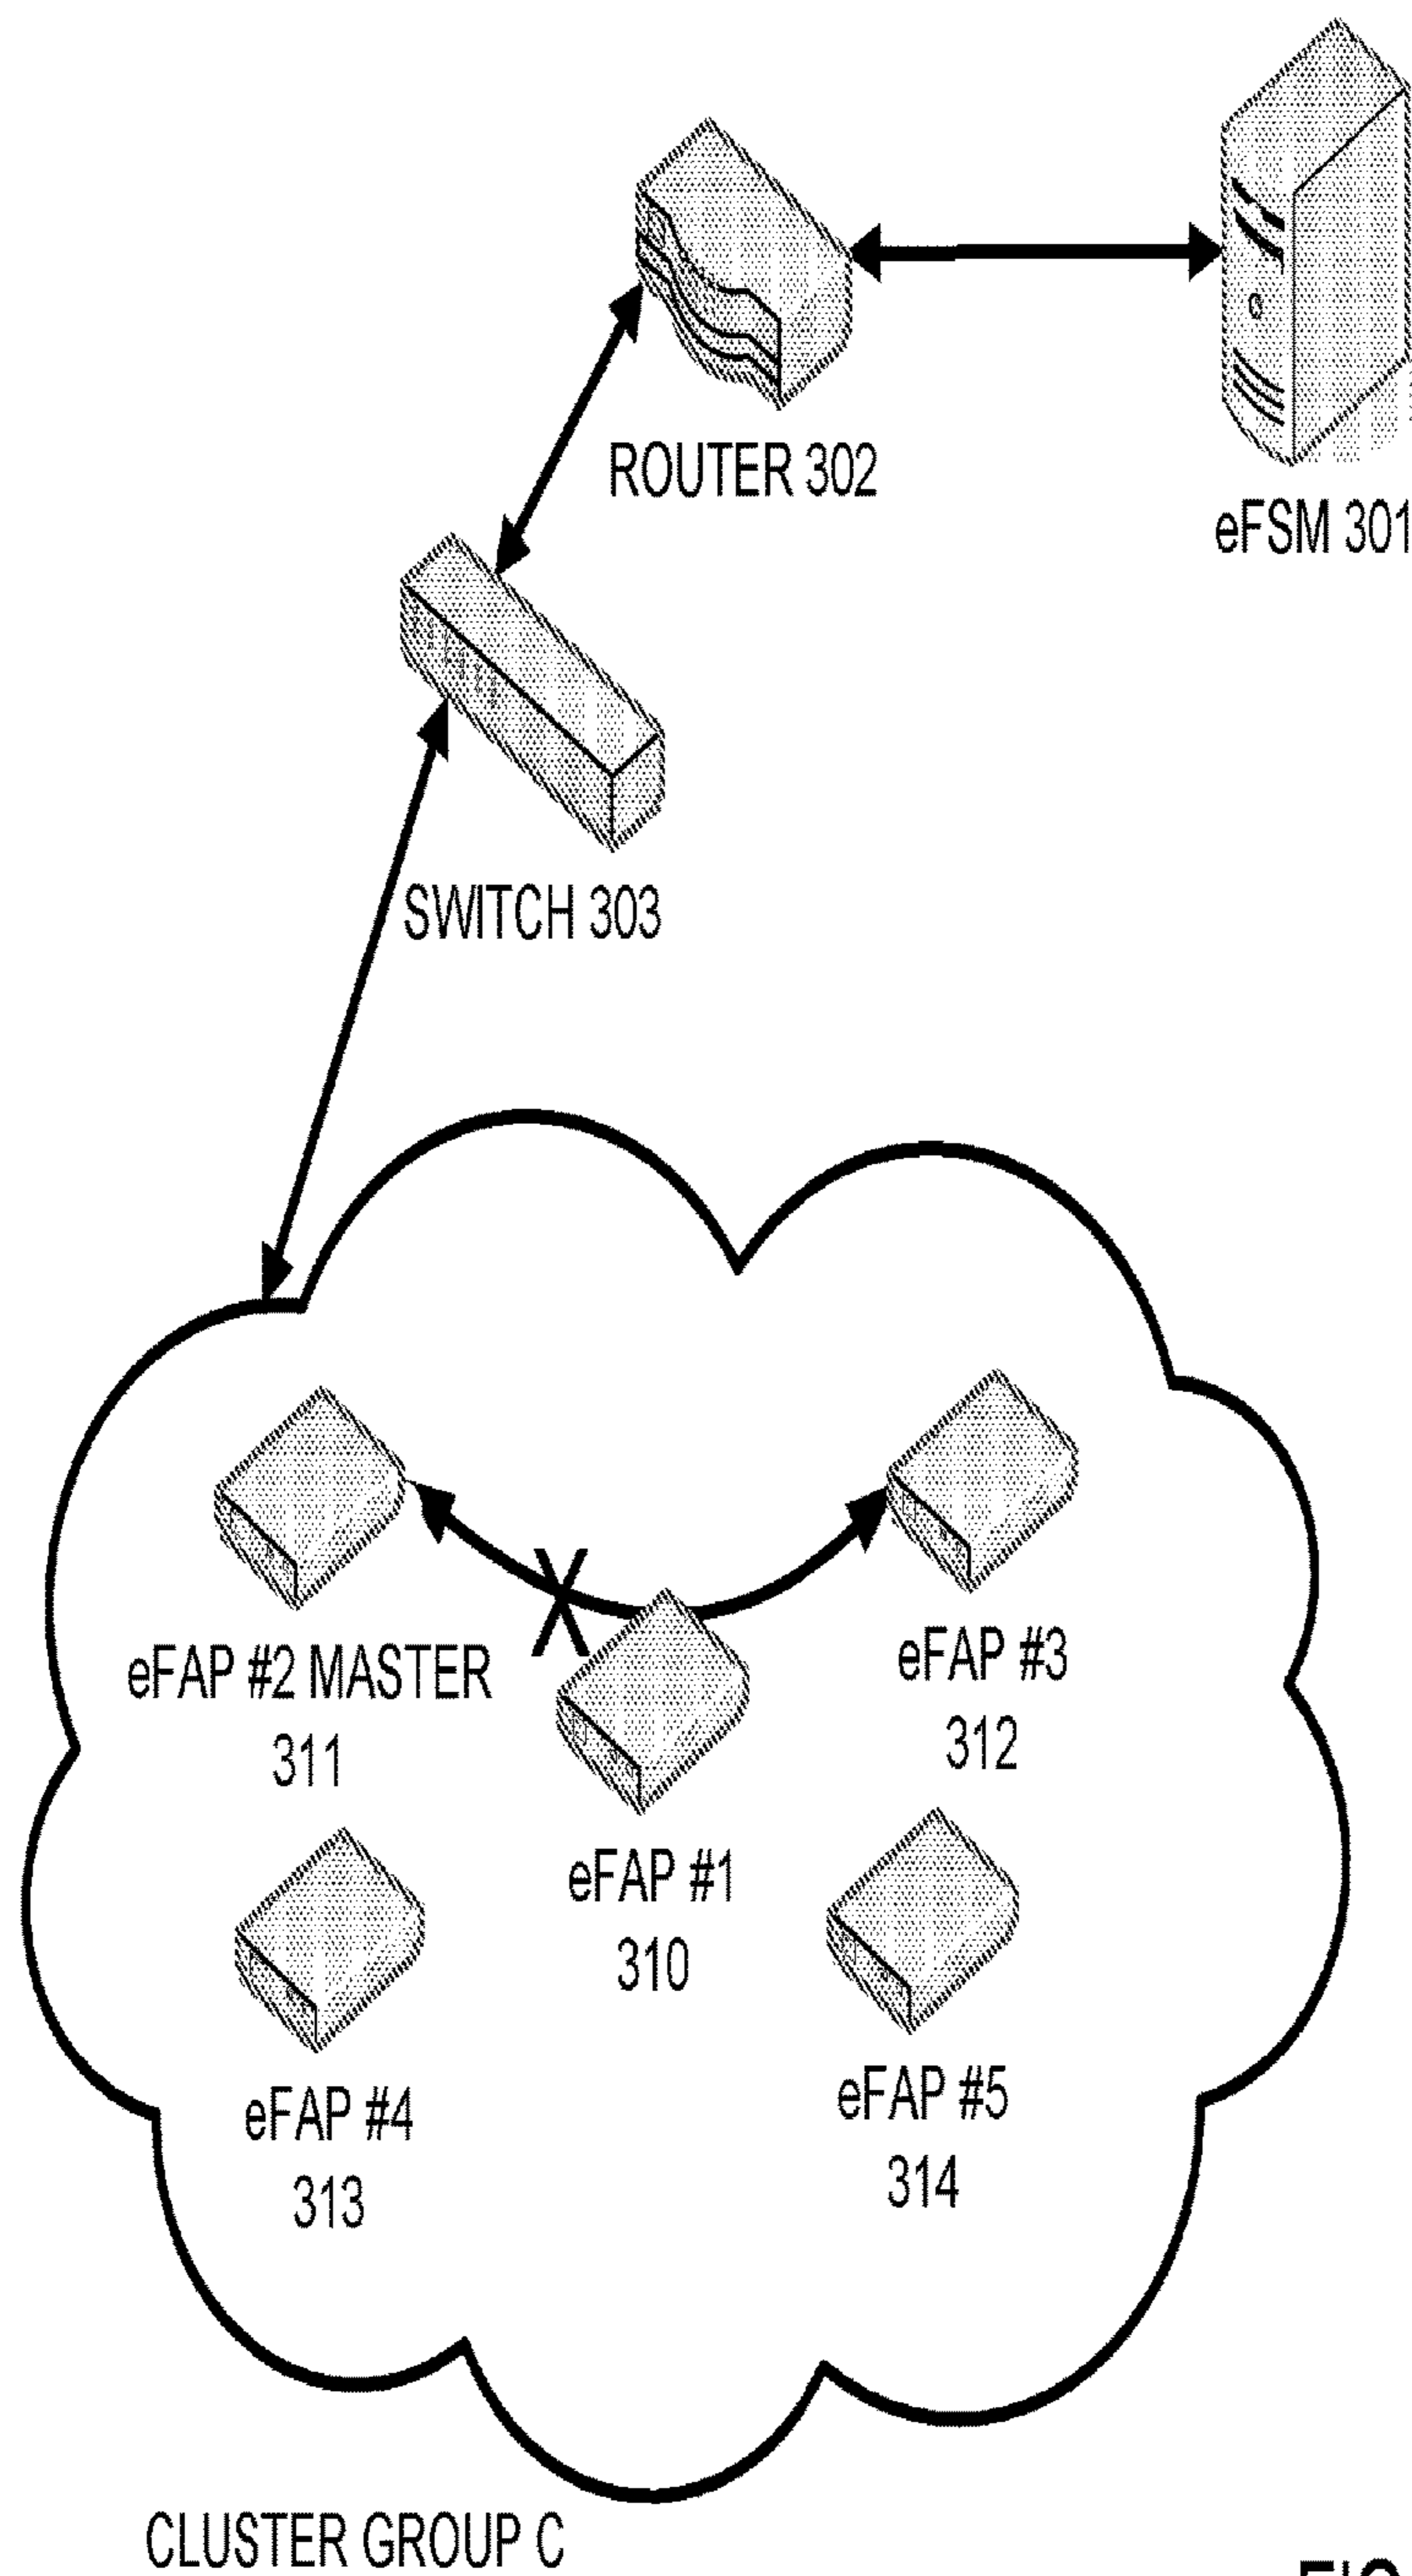 ROUTER 302
eFSM 301
SWITCH 303
X
eFAP #2 MASTER
311
eFAP #3
312
eFAP #1
310
eFAP #4
313
eFAP #5
314
CLUSTER GROUP C